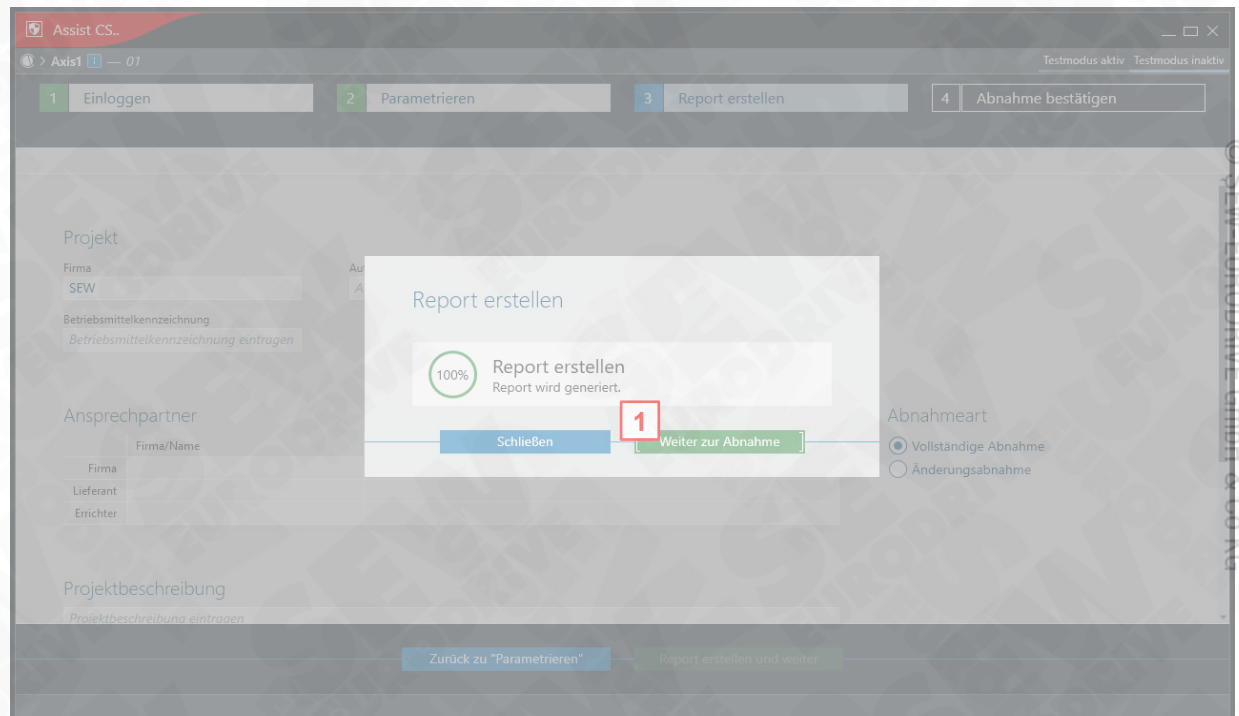 Assist CS..
Axis1 — 01
Testmodus aktiv Testmodus inaktiv
1 Einloggen
2 Parametrieren
3 Report erstellen
4 Abnahme bestätigen
Projekt
Firma
SEW
Au
A
Betriebsmittelkennzeichnung
Betriebsmittelkennzeichnung eintragen
Report erstellen
100%
Report erstellen
Report wird generiert.
1
Schließen
Weiter zur Abnahme
Ansprechpartner
Firma/Name
Firma
Lieferant
Errichter
Abnahmeart
Vollständige Abnahme
Änderungsabnahme
Projektbeschreibung
Projektbeschreibung eintragen
Zurück zu "Parametrieren"
Report erstellen und weiter
© SEW-EURODRIVE GmbH & Co KG